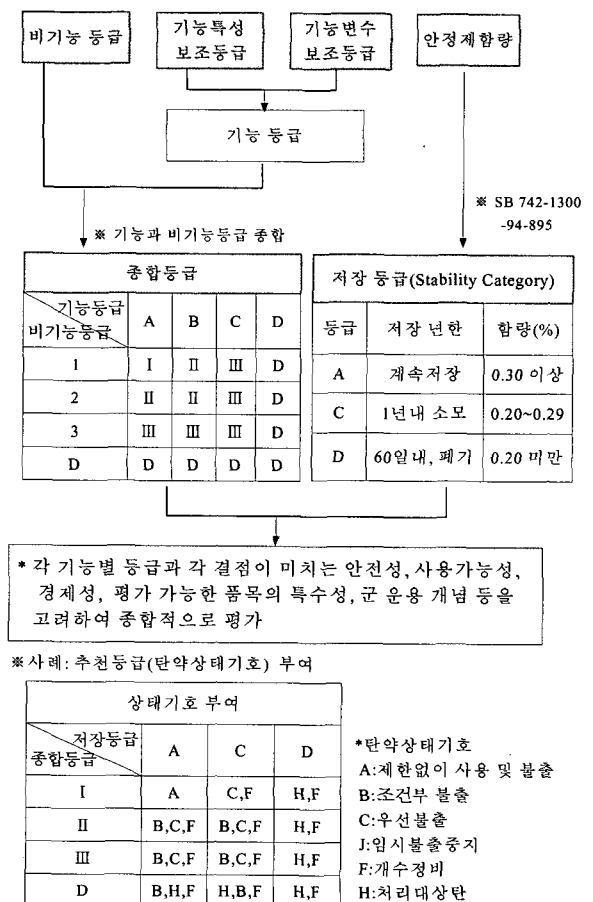 비기능 등급
기능특성
보조등급
기능변수
보조등급
안정제함량
기능 등급
※ SB 742-1300
-94-895
※ 기능과 비기능등급 종합
종합등급
기능등급
비기능등급
A B C D
1 Ⅰ Ⅱ Ⅲ D
2 Ⅱ Ⅱ Ⅲ D
3 Ⅲ Ⅲ Ⅲ D
D D D D D
저장 등급(Stability Category)
등급 저장 년한 함량(%)
A 계속저장 0.30 이상
C 1년내 소모 0.20~0.29
D 60일내, 폐기 0.20 미만
* 각 기능별 등급과 각 결점이 미치는 안전성, 사용가능성,
경제성, 평가 가능한 품목의 특수성, 군 운용 개념 등을
고려하여 종합적으로 평가
※사례: 추천등급(탄약상태기호) 부여
상태기호 부여
저장등급
종합등급
A C D
Ⅰ A C,F H,F
Ⅱ B,C,F B,C,F H,F
Ⅲ B,C,F B,C,F H,F
D B,H,F H,B,F H,F
*탄약상태기호
A:제한없이 사용 및 불출
B:조건부 불출
C:우선불출
J:임시불출중지
F:개수정비
H:처리대상탄